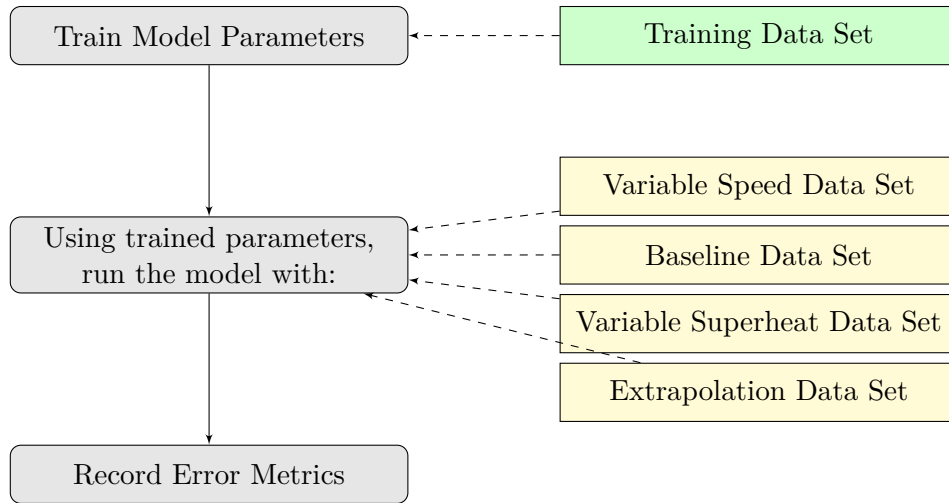 Train Model Parameters
Training Data Set
Variable Speed Data Set
Using trained parameters,
run the model with:
Baseline Data Set
Variable Superheat Data Set
Extrapolation Data Set
Record Error Metrics